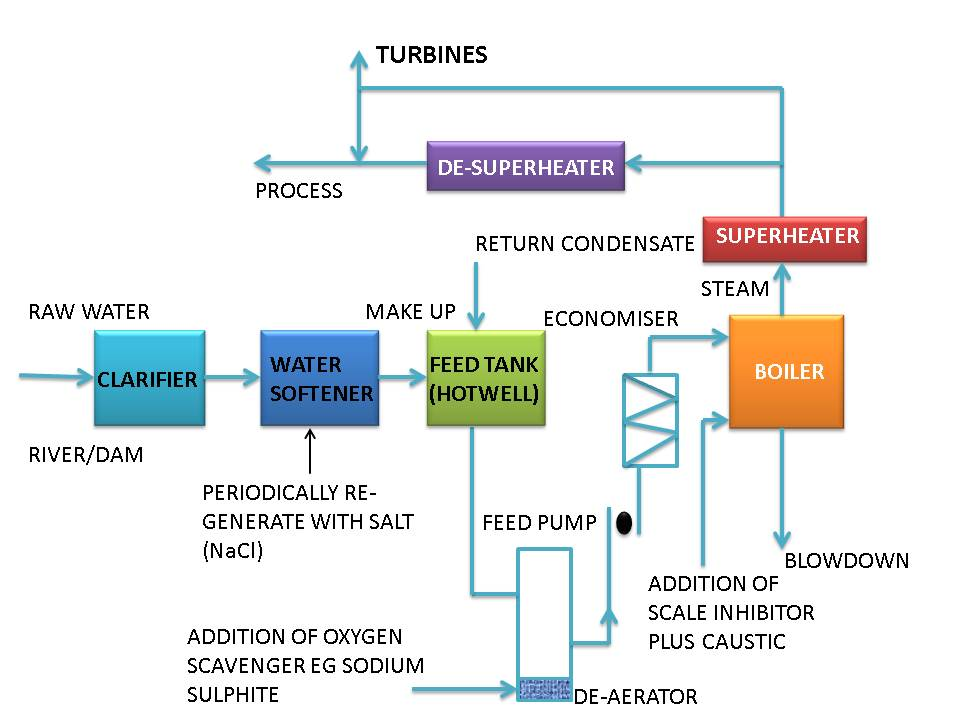 TURBINES
DE-SUPERHEATER
PROCESS
RETURN CONDENSATE
SUPERHEATER
STEAM
RAW WATER
MAKE UP
ECONOMISER
CLARIFIER
WATER
SOFTENER
FEED TANK
(HOTWELL)
BOILER
RIVER/DAM
PERIODICALLY RE-
GENERATE WITH SALT
(NaCl)
FEED PUMP
BLOWDOWN
ADDITION OF
SCALE INHIBITOR
PLUS CAUSTIC
ADDITION OF OXYGEN
SCAVENGER EG SODIUM
SULPHITE
DE-AERATOR